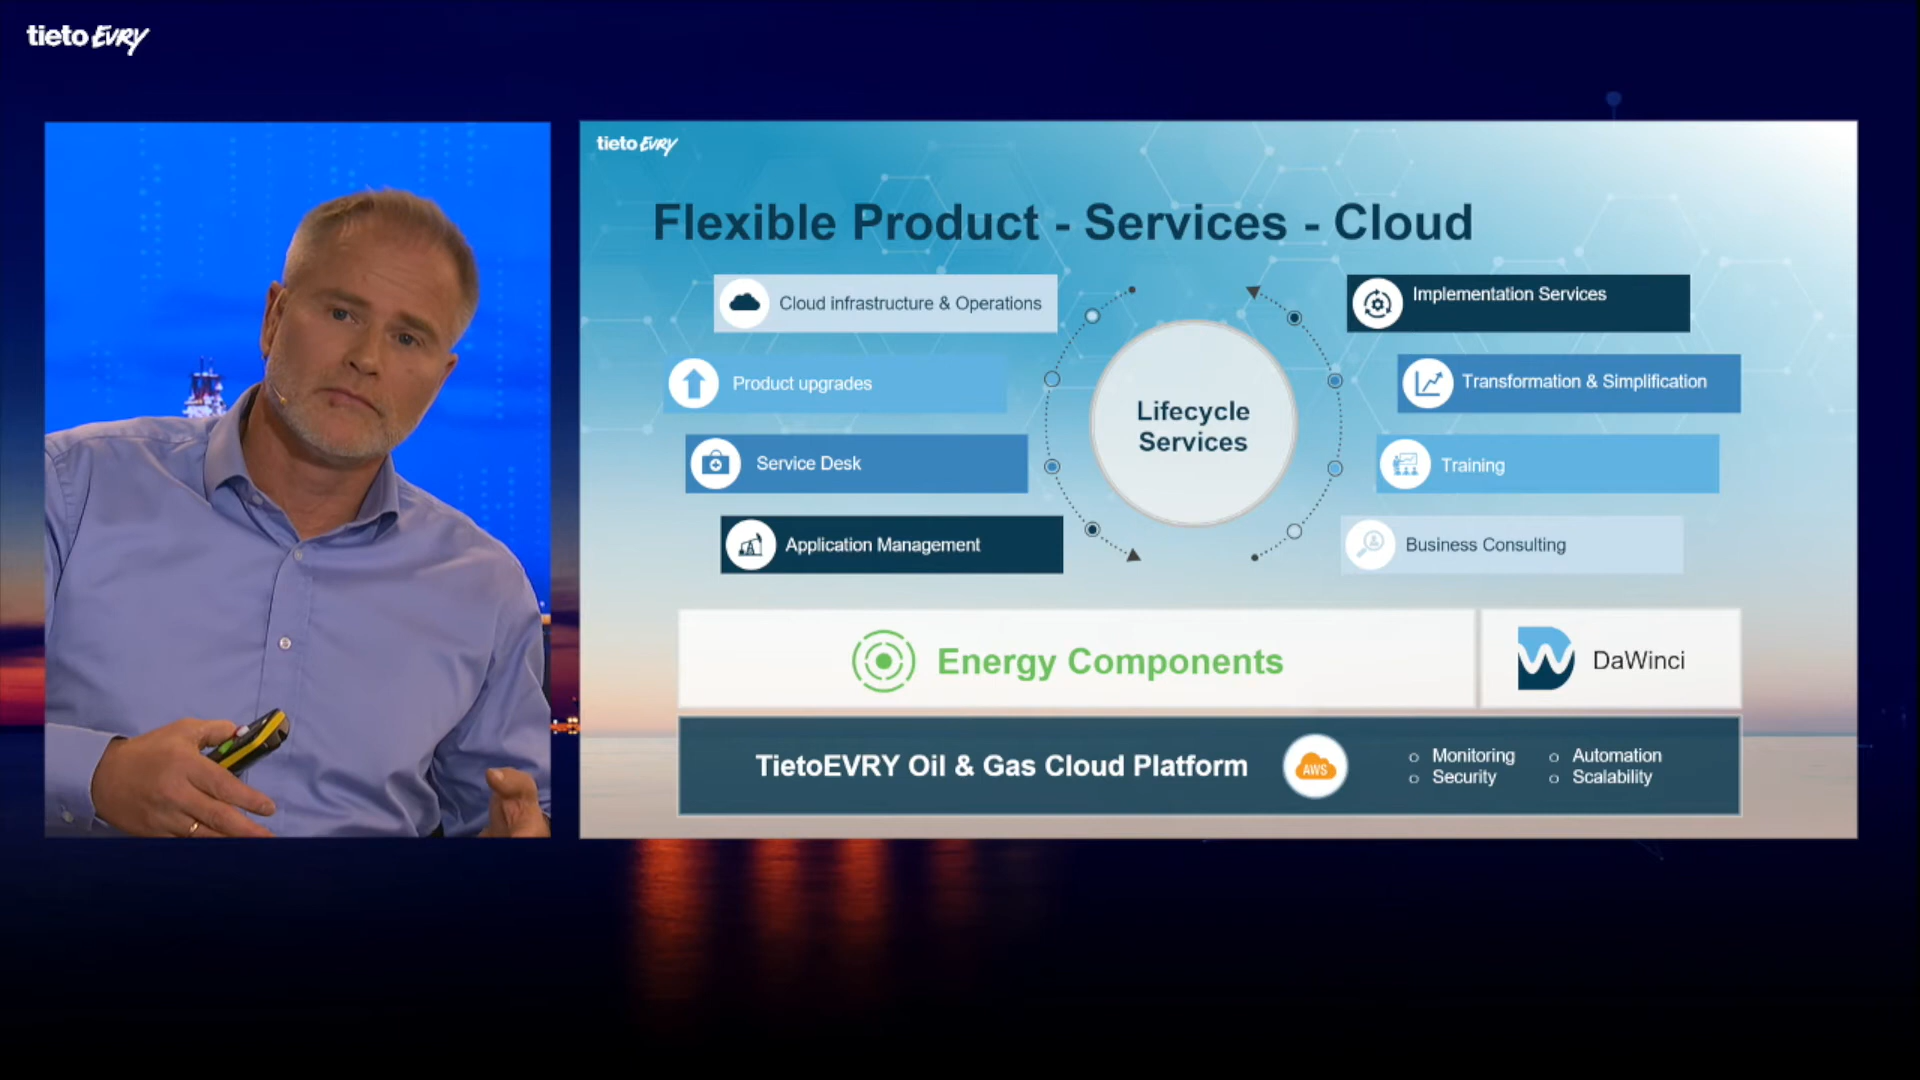 tieto EVRY
tieto EVRY
Flexible Product - Services - Cloud
Cloud infrastructure & Operations
Product upgrades
Service Desk
Application Management
Lifecycle
Services
Implementation Services
Transformation & Simplification
Training
Business Consulting
Energy Components
DaWinci
TietoEVRY Oil & Gas Cloud Platform
AWS
Monitoring
Security
Automation
Scalability